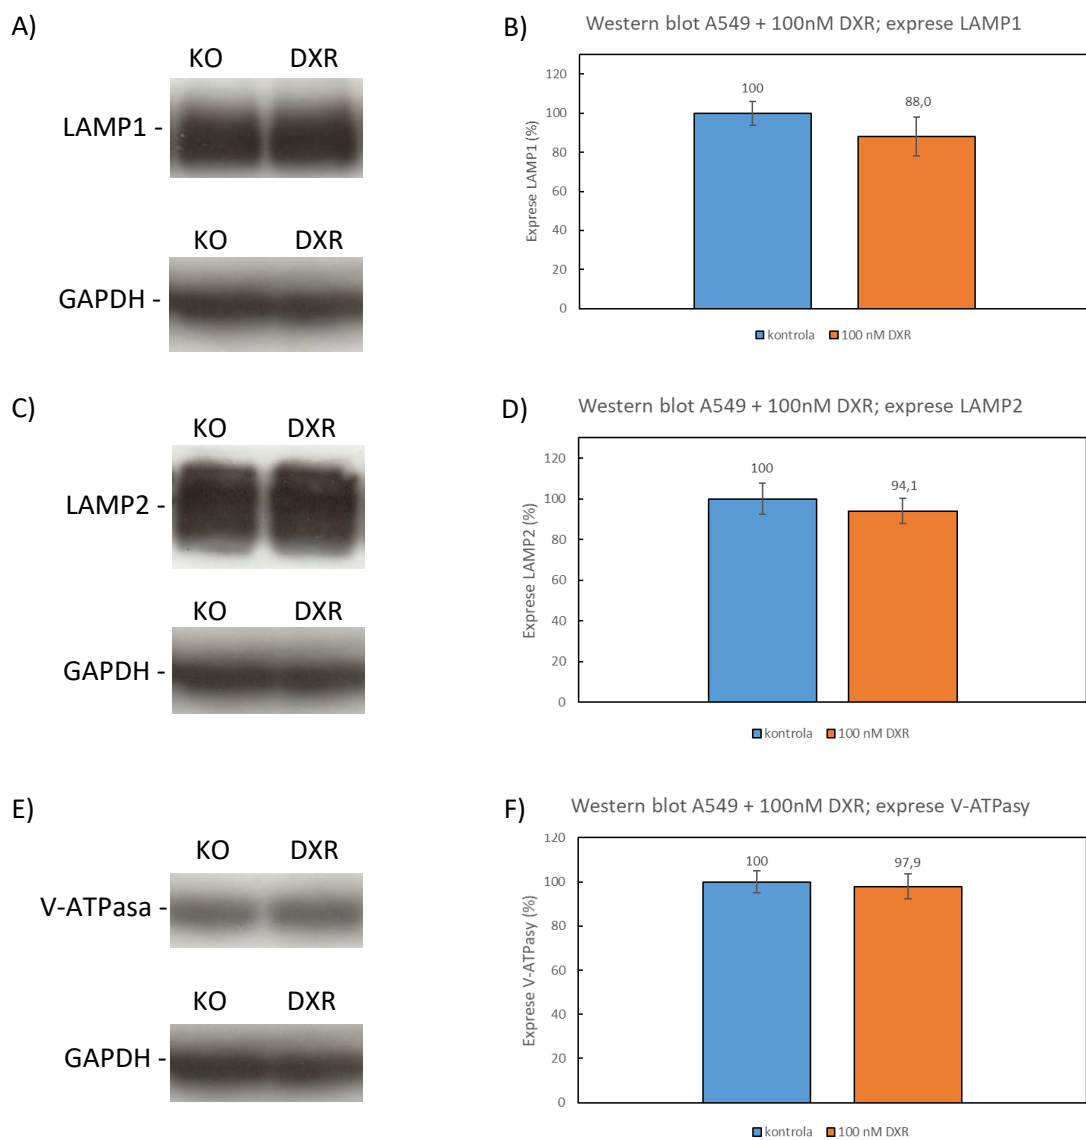 A)
KO DXR
LAMP1 -
KO DXR
GAPDH -
B) Western blot A549 + 100nM DXR; exprese LAMP1
Exprese LAMP1 (%)
120
100
80
60
40
20
0
100
88,0
kontrola 100 nM DXR
C)
KO DXR
LAMP2 -
KO DXR
GAPDH -
D) Western blot A549 + 100nM DXR; exprese LAMP2
Exprese LAMP2 (%)
120
100
80
60
40
20
0
100
94,1
kontrola 100 nM DXR
E)
KO DXR
V-ATPasa -
KO DXR
GAPDH -
F) Western blot A549 + 100nM DXR; exprese V-ATPasy
Exprese V-ATPasy (%)
120
100
80
60
40
20
0
100
97,9
kontrola 100 nM DXR